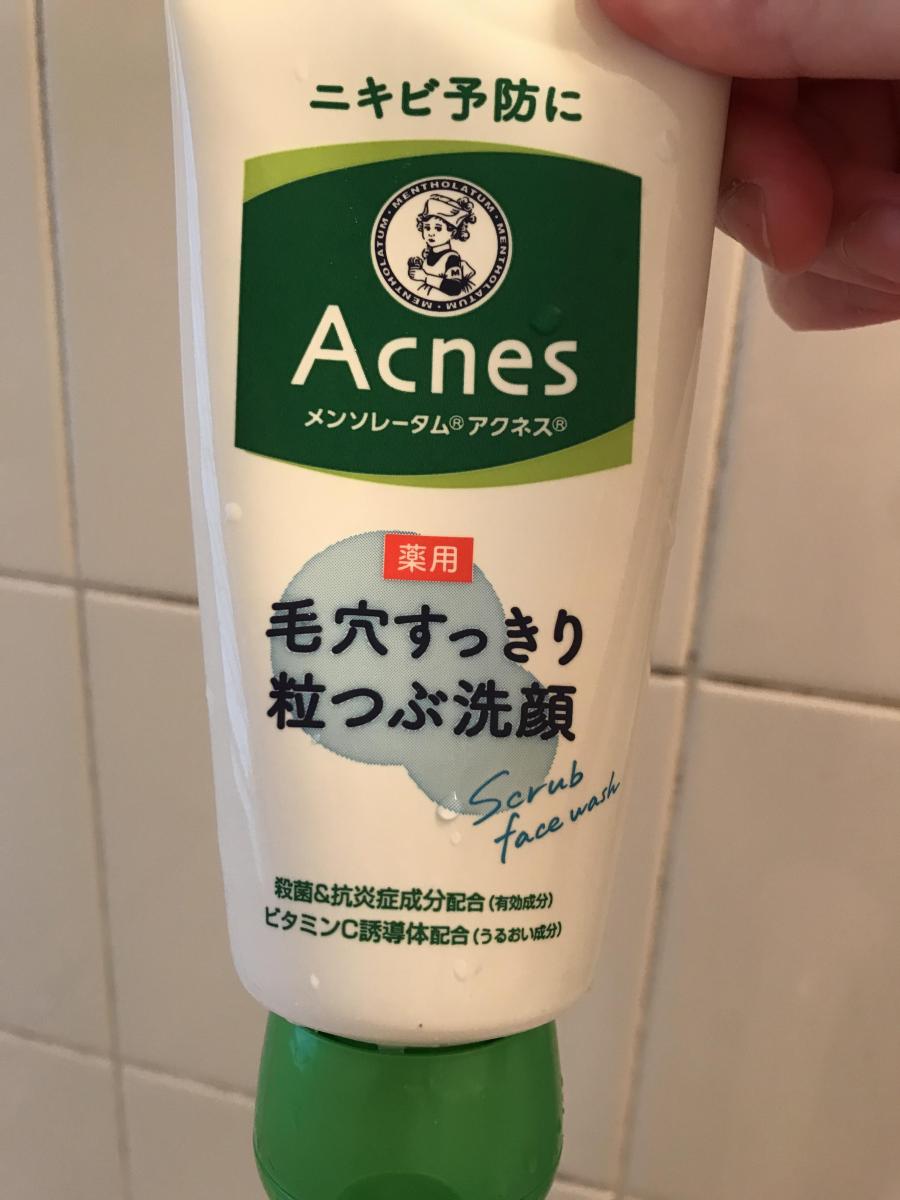 ニキビ予防に
MENTHOLATUM · MENTHOLATUM · MENTHOLATUM ·
M
Acnes
メンソレータム®アクネス®
薬用
毛穴すっきり
粒つぶ洗顔
Scrub
face wash
殺菌&抗炎症成分配合(有効成分)
ビタミンC誘導体配合(うるおい成分)